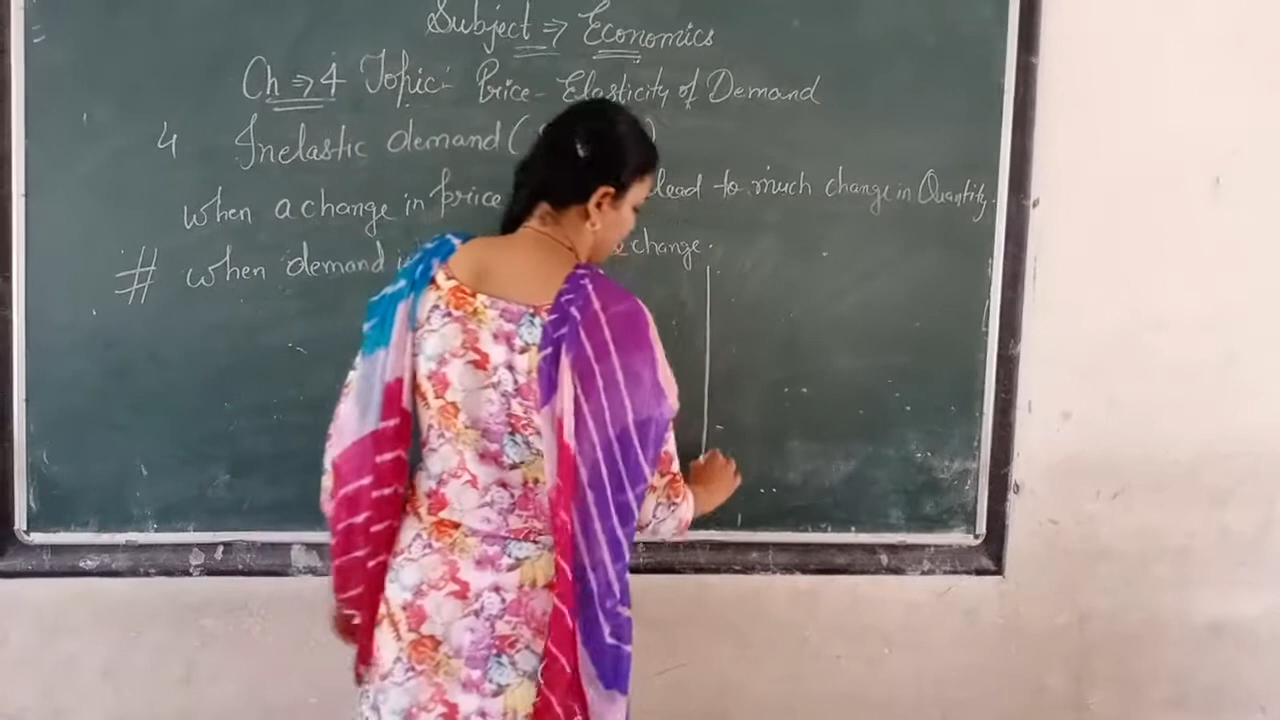 Subject ⇒ Economics
Ch ⇒ 4 Topic:- Price - Elasticity of Demand
4 Inelastic demand (
when a change in price lead to much change in Quantity.
# when demand change.